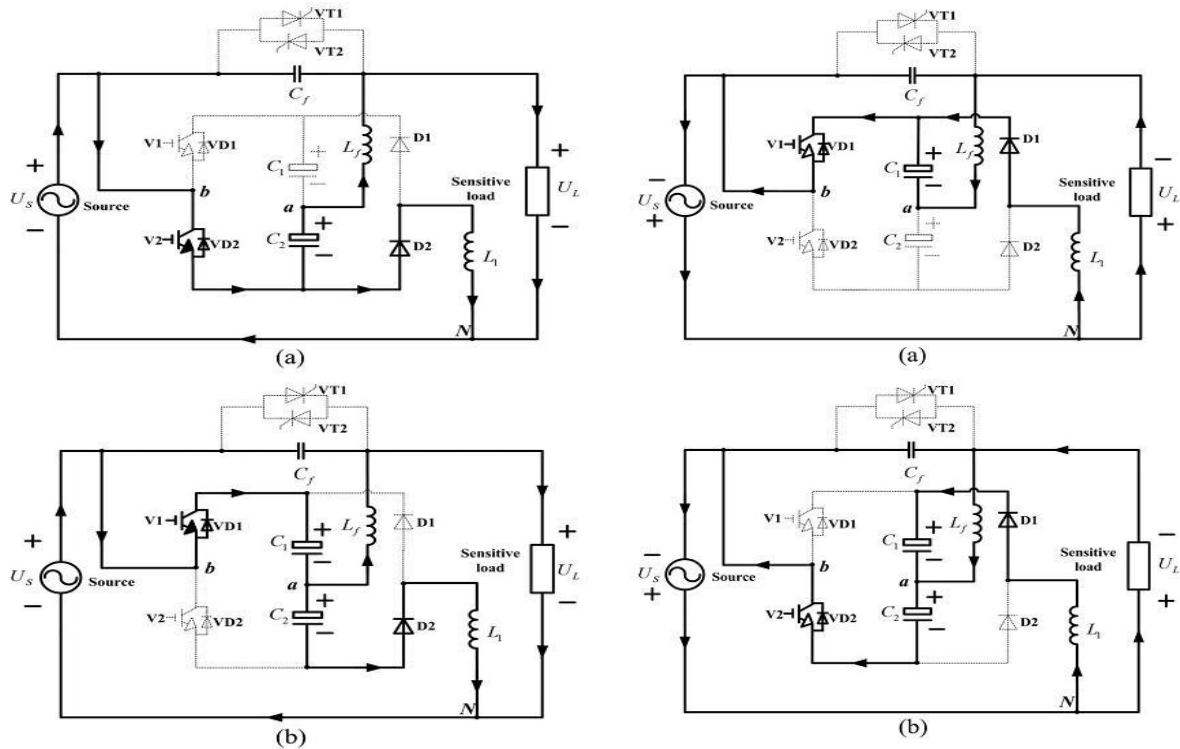 VT1
VT2
C_f
V1
VD1
C_1
L_f
D1
+
U_S
−
Source
b
a
+
−
+
−
Sensitive load
+
U_L
−
V2
VD2
C_2
+
−
D2
L_1
N
(a)
VT1
VT2
C_f
V1
VD1
C_1
+
−
L_f
D1
−
U_S
+
Source
b
a
Sensitive load
−
U_L
+
V2
VD2
C_2
+
−
D2
L_1
N
(a)
VT1
VT2
C_f
V1
VD1
C_1
+
−
L_f
D1
+
U_S
−
Source
b
a
Sensitive load
+
U_L
−
V2
VD2
C_2
+
−
D2
L_1
N
(b)
VT1
VT2
C_f
V1
VD1
C_1
+
−
L_f
D1
−
U_S
+
Source
b
a
Sensitive load
−
U_L
+
V2
VD2
C_2
+
−
D2
L_1
N
(b)